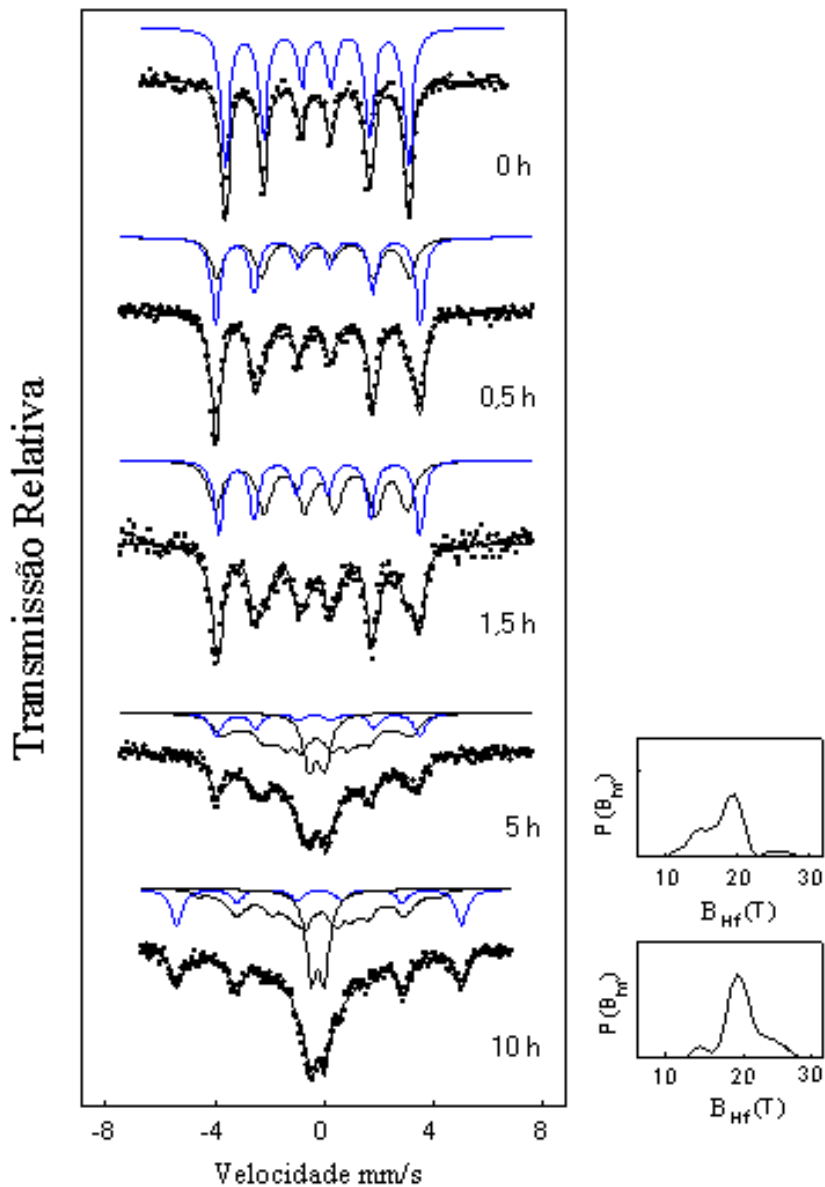 Transmissão Relativa
0 h
0,5 h
1,5 h
5 h
10 h
-8 -4 0 4 8
Velocidade mm/s
P(B_hf)
10 20 30
B_Hf(T)
P(B_hf)
10 20 30
B_Hf(T)